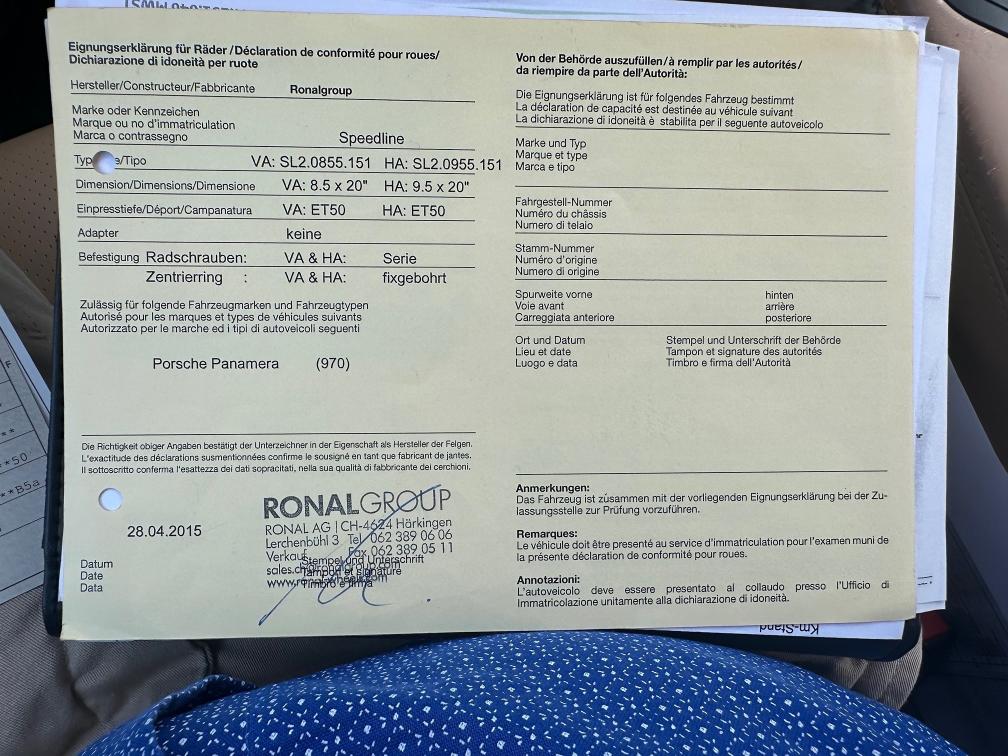 Eignungserklärung für Räder / Déclaration de conformité pour roues/
Dichiarazione di idoneità per ruote
Hersteller/Constructeur/Fabbricante Ronalgroup
Marke oder Kennzeichen
Marque ou no d'immatriculation
Marca o contrassegno Speedline
Typ /Tipo VA: SL2.0855.151 HA: SL2.0955.151
Dimension/Dimensions/Dimensione VA: 8.5 x 20" HA: 9.5 x 20"
Einpresstiefe/Déport/Campanatura VA: ET50 HA: ET50
Adapter keine
Befestigung Radschrauben: VA & HA: Serie
Zentrierring : VA & HA: fixgebohrt
Zulässig für folgende Fahrzeugmarken und Fahrzeugtypen
Autorisé pour les marques et types de véhicules suivants
Autorizzato per le marche ed i tipi di autoveicoli seguenti
Porsche Panamera (970)
Die Richtigkeit obiger Angaben bestätigt der Unterzeichner in der Eigenschaft als Hersteller der Felgen.
L'exactitude des déclarations susmentionnées confirme le sousigné en tant que fabricant de jantes.
Il sottoscritto conferma l'esattezza dei dati sopracitati, nella sua qualità di fabbricante dei cerchioni.
28.04.2015
Datum
Date
Data
RONALGROUP
RONAL AG | CH-4624 Härkingen
Lerchenbühl 3 Tel 062 389 06 06
Verkauf Fax 062 389 05 11
Stempel und Unterschrift
Tampon et signature
Timbro e firma
Von der Behörde auszufüllen/à remplir par les autorités/
da riempire da parte dell'Autorità:
Die Eignungserklärung ist für folgendes Fahrzeug bestimmt
La déclaration de capacité est destinée au véhicule suivant
La dichiarazione di idoneità è stabilita per il seguente autoveicolo
Marke und Typ
Marque et type
Marca e tipo
Fahrgestell-Nummer
Numéro du châssis
Numero di telaio
Stamm-Nummer
Numéro d'origine
Numero di origine
Spurweite vorne hinten
Voie avant arrière
Carreggiata anteriore posteriore
Ort und Datum Stempel und Unterschrift der Behörde
Lieu et date Tampon et signature des autorités
Luogo e data Timbro e firma dell'Autorità
Anmerkungen:
Das Fahrzeug ist zusammen mit der vorliegenden Eignungserklärung bei der Zu-
lassungsstelle zur Prüfung vorzuführen.
Remarques:
Le véhicule doit être présenté au service d'immatriculation pour l'examen muni de
la présente déclaration de conformité pour roues.
Annotazioni:
L'autoveicolo deve essere presentato al collaudo presso l'Ufficio di
Immatricolazione unitamente alla dichiarazione di idoneità.
Km-Stand
**50
**B5a